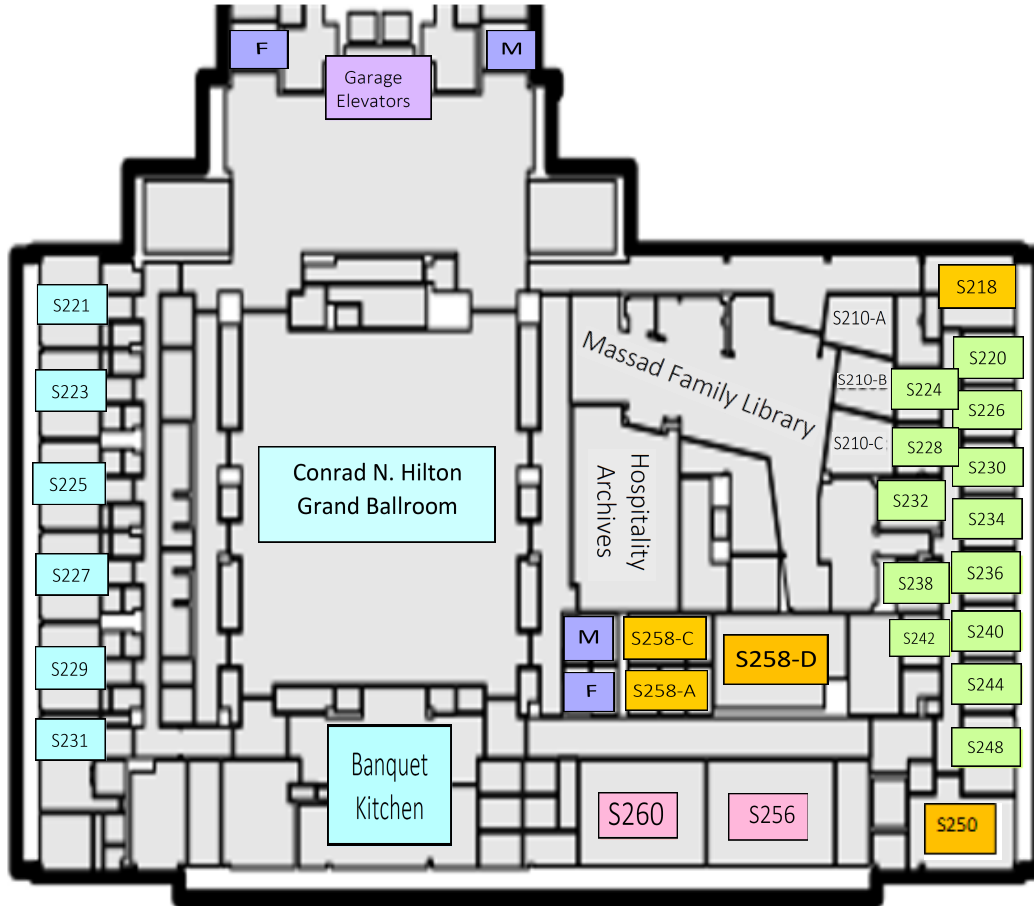 F
M
Garage
Elevators
S221
S223
S225
S227
S229
S231
Conrad N. Hilton
Grand Ballroom
Banquet
Kitchen
Massad Family Library
Hospitality
Archives
S210-A
S210-B
S210-C
S218
S220
S224
S226
S228
S230
S232
S234
S236
S238
S240
S242
S244
S248
S250
M
F
S258-C
S258-A
S258-D
S260
S256